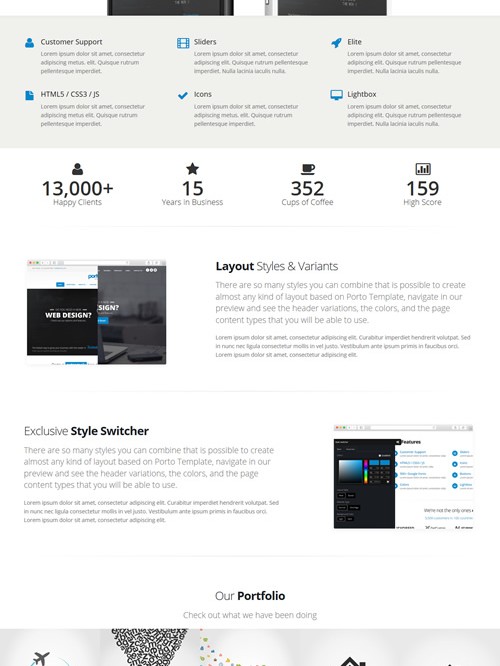 Customer Support
Lorem ipsum dolor sit amet, consectetur
adipiscing elit. Quisque rutrum
pellentesque imperdiet.
Sliders
Lorem ipsum dolor sit amet, consectetur
adipiscing elit. Quisque rutrum
imperdiet. Nulla lacinia iaculis nulla.
Elite
Lorem ipsum dolor sit amet, consectetur
adipiscing elit. Quisque rutrum
imperdiet. Nulla lacinia iaculis nulla.
HTML5 / CSS3 / JS
Lorem ipsum dolor sit amet, consectetur
adipiscing elit. Quisque rutrum
pellentesque imperdiet.
Icons
Lorem ipsum dolor sit amet, consectetur
adipiscing elit. Quisque rutrum
pellentesque imperdiet.
Lightbox
Lorem ipsum dolor sit amet, consectetur
adipiscing elit. Quisque rutrum
imperdiet. Nulla lacinia iaculis nulla.
13,000+
Happy Clients
15
Years in Business
352
Cups of Coffee
159
High Score
WEB DESIGN?
WEB DESIGN?
Layout Styles & Variants
There are so many styles you can combine that is possible to create
almost any kind of layout based on Porto Template, navigate in our
preview and see the header variations, the colors, and the page
content types that you will be able to use.
Lorem ipsum dolor sit amet, consectetur adipiscing elit. Curabitur imperdiet hendrerit volutpat. Sed
in nunc nec ligula consectetur mollis in vel justo. Vestibulum ante ipsum primis in faucibus orci.
Lorem ipsum dolor sit amet, consectetur adipiscing elit.
Exclusive Style Switcher
There are so many styles you can combine that is possible to create
almost any kind of layout based on Porto Template, navigate in our
preview and see the header variations, the colors, and the page
content types that you will be able to use.
Lorem ipsum dolor sit amet, consectetur adipiscing elit. Curabitur imperdiet hendrerit volutpat. Sed
in nunc nec ligula consectetur mollis in vel justo. Vestibulum ante ipsum primis in faucibus orci.
Lorem ipsum dolor sit amet, consectetur adipiscing elit.
Features
Customer Support
We're not the only ones
Our Portfolio
Check out what we have been doing